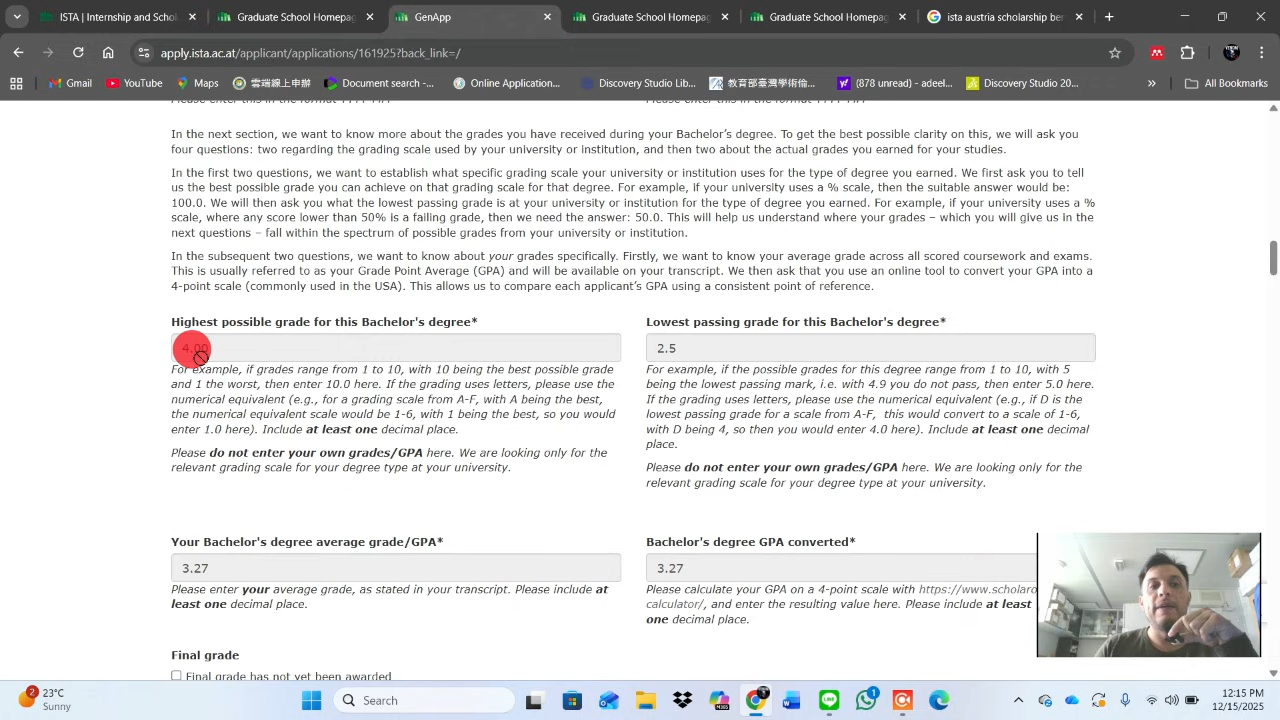 ISTA | Internship and Schol
Graduate School Homepag
GenApp
Graduate School Homepag
Graduate School Homepag
ista austria scholarship ber
apply.ista.ac.at/applicant/applications/161925?back_link=/
Gmail
YouTube
Maps
雲端線上申辦
Document search -...
Online Application...
Discovery Studio Lib...
教育部臺灣學術倫...
(878 unread) - adeel...
Discovery Studio 20...
All Bookmarks
In the next section, we want to know more about the grades you have received during your Bachelor's degree. To get the best possible clarity on this, we will ask you
four questions: two regarding the grading scale used by your university or institution, and then two about the actual grades you earned for your studies.
In the first two questions, we want to establish what specific grading scale your university or institution uses for the type of degree you earned. We first ask you to tell
us the best possible grade you can achieve on that grading scale for that degree. For example, if your university uses a % scale, then the suitable answer would be:
100.0. We will then ask you what the lowest passing grade is at your university or institution for the type of degree you earned. For example, if your university uses a %
scale, where any score lower than 50% is a failing grade, then we need the answer: 50.0. This will help us understand where your grades – which you will give us in the
next questions – fall within the spectrum of possible grades from your university or institution.
In the subsequent two questions, we want to know about your grades specifically. Firstly, we want to know your average grade across all scored coursework and exams.
This is usually referred to as your Grade Point Average (GPA) and will be available on your transcript. We then ask that you use an online tool to convert your GPA into a
4-point scale (commonly used in the USA). This allows us to compare each applicant's GPA using a consistent point of reference.
Highest possible grade for this Bachelor's degree*
4.00
For example, if grades range from 1 to 10, with 10 being the best possible grade
and 1 the worst, then enter 10.0 here. If the grading uses letters, please use the
numerical equivalent (e.g., for a grading scale from A-F, with A being the best,
the numerical equivalent scale would be 1-6, with 1 being the best, so you would
enter 1.0 here). Include at least one decimal place.
Please do not enter your own grades/GPA here. We are looking only for the
relevant grading scale for your degree type at your university.
Lowest passing grade for this Bachelor's degree*
2.5
For example, if the possible grades for this degree range from 1 to 10, with 5
being the lowest passing mark, i.e. with 4.9 you do not pass, then enter 5.0 here.
If the grading uses letters, please use the numerical equivalent (e.g., if D is the
lowest passing grade for a scale from A-F, this would convert to a scale of 1-6,
with D being 4, so then you would enter 4.0 here). Include at least one decimal
place.
Please do not enter your own grades/GPA here. We are looking only for the
relevant grading scale for your degree type at your university.
Your Bachelor's degree average grade/GPA*
3.27
Please enter your average grade, as stated in your transcript. Please include at
least one decimal place.
Bachelor's degree GPA converted*
3.27
Please calculate your GPA on a 4-point scale with https://www.scholaro
calculator/, and enter the resulting value here. Please include at least
one decimal place.
Final grade
Final grade has not yet been awarded
2
23°C
Sunny
Search
M365
1
12:15 PM
12/15/2025